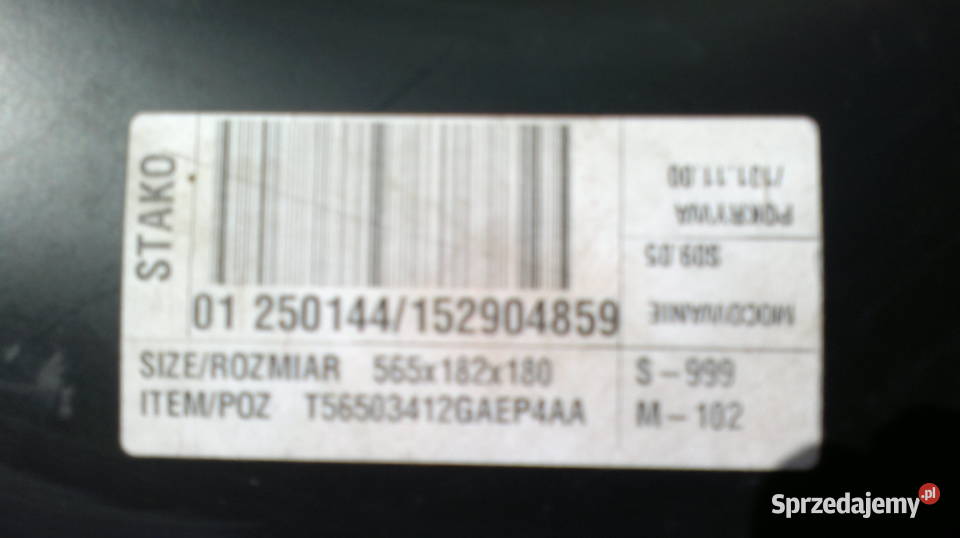 STAKO
01 250144/152904859
SIZE/ROZMIAR 565x182x180
ITEM/POZ T56503412GAEP4AA
S-999
M-102
MOCOWANIE
S09.05
POKRYWA
/121.11.00
Sprzedajemy.pl